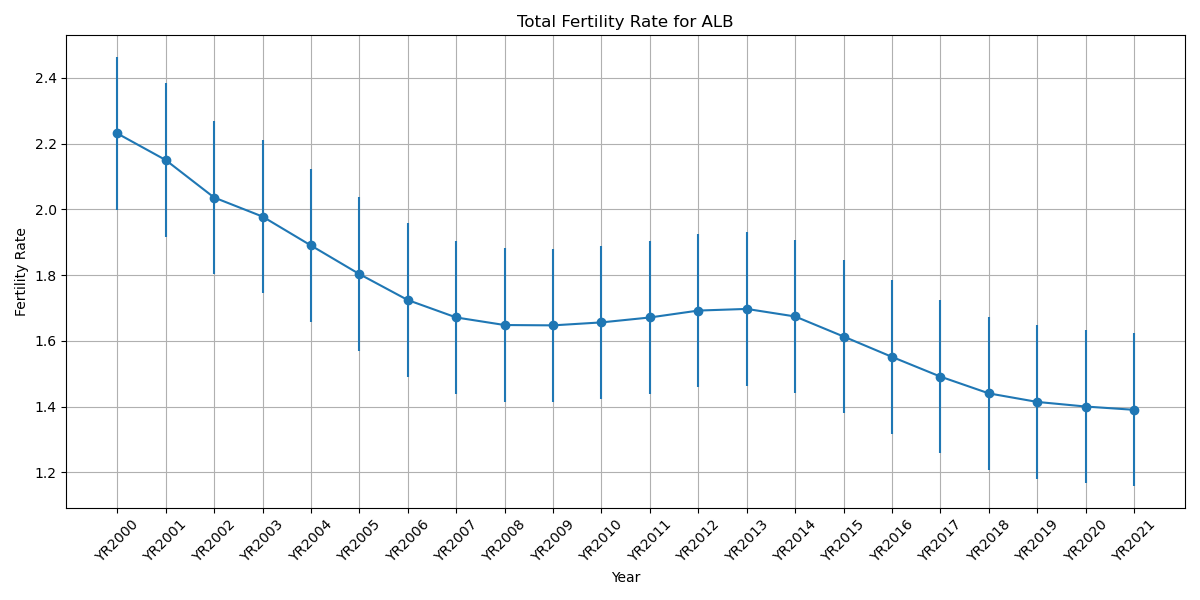 Total Fertility Rate for ALB
Fertility Rate
2.4
2.2
2.0
1.8
1.6
1.4
1.2
YR2000
YR2001
YR2002
YR2003
YR2004
YR2005
YR2006
YR2007
YR2008
YR2009
YR2010
YR2011
YR2012
YR2013
YR2014
YR2015
YR2016
YR2017
YR2018
YR2019
YR2020
YR2021
Year